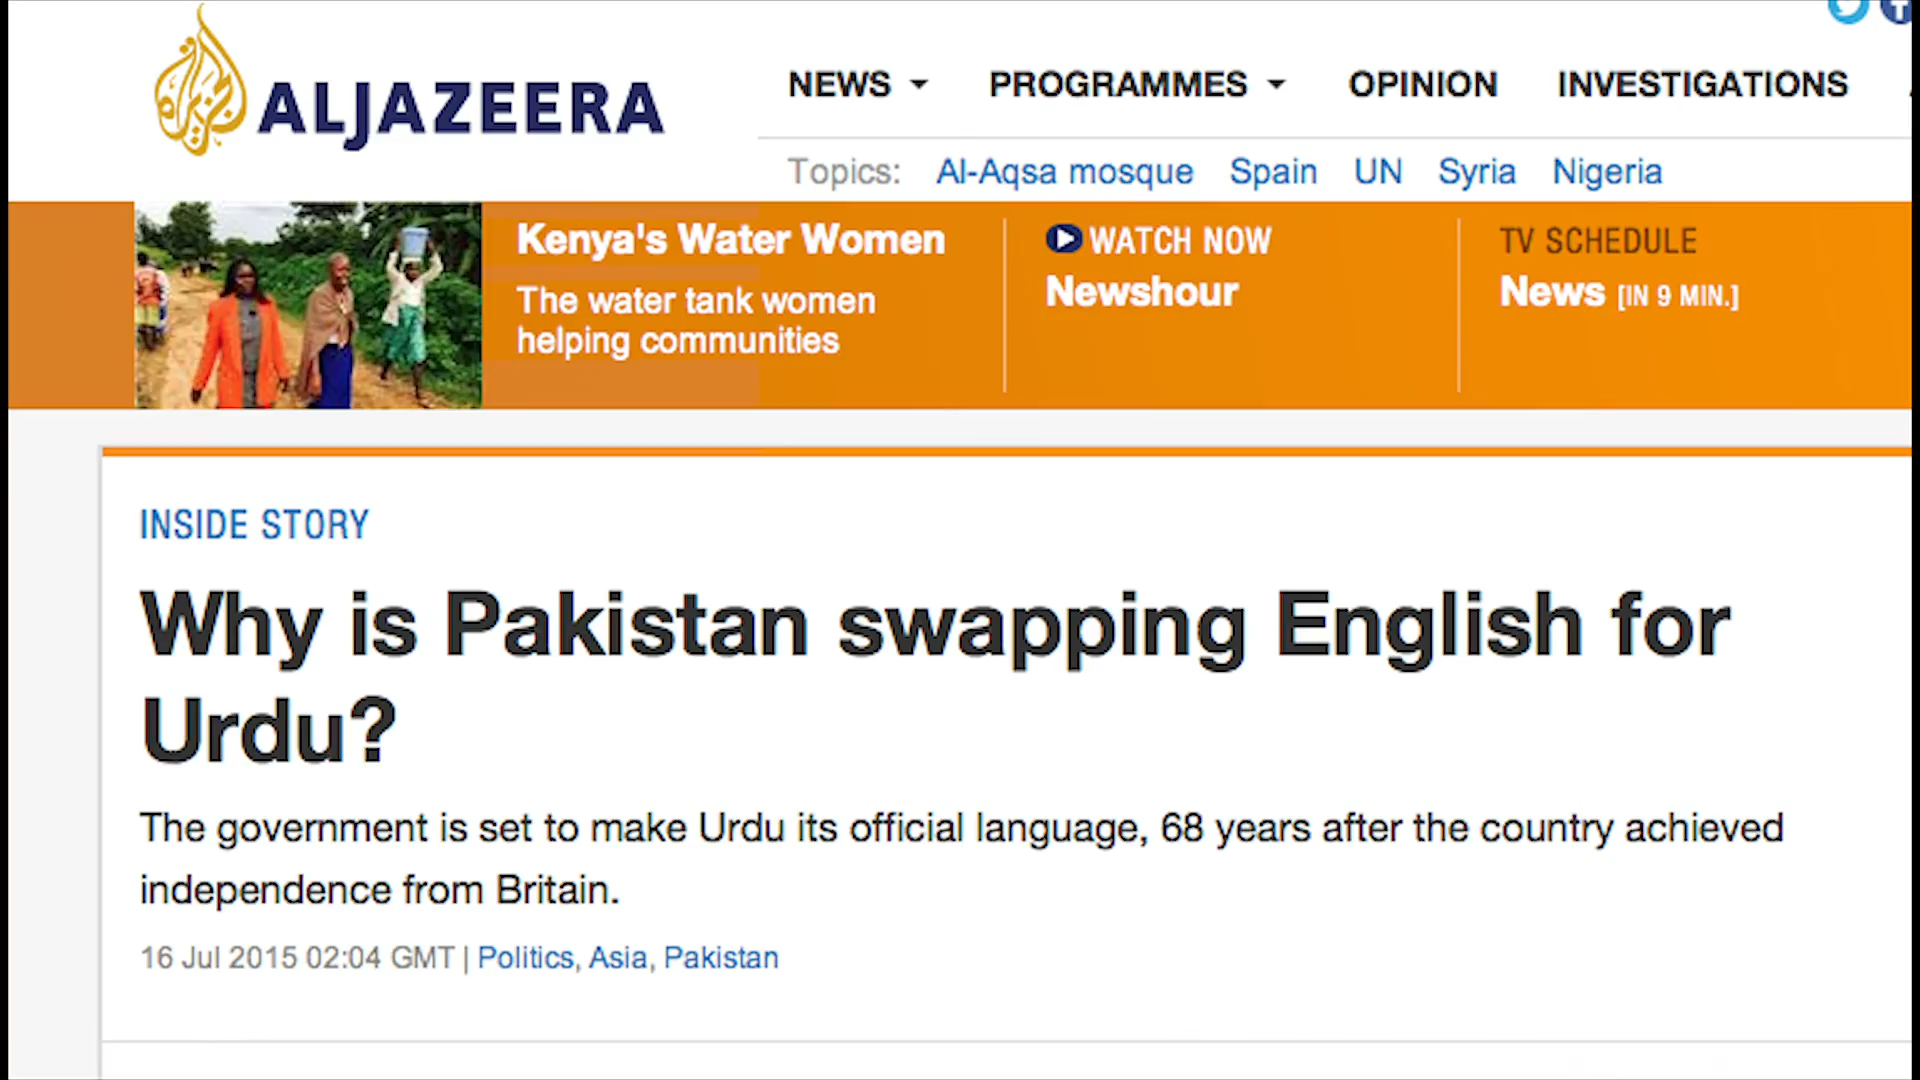 ALJAZEERA
NEWS
PROGRAMMES
OPINION
INVESTIGATIONS
Topics: Al-Aqsa mosque Spain UN Syria Nigeria
Kenya's Water Women
The water tank women
helping communities
WATCH NOW
Newshour
TV SCHEDULE
News [IN 9 MIN.]
INSIDE STORY
Why is Pakistan swapping English for
Urdu?
The government is set to make Urdu its official language, 68 years after the country achieved
independence from Britain.
16 Jul 2015 02:04 GMT | Politics, Asia, Pakistan